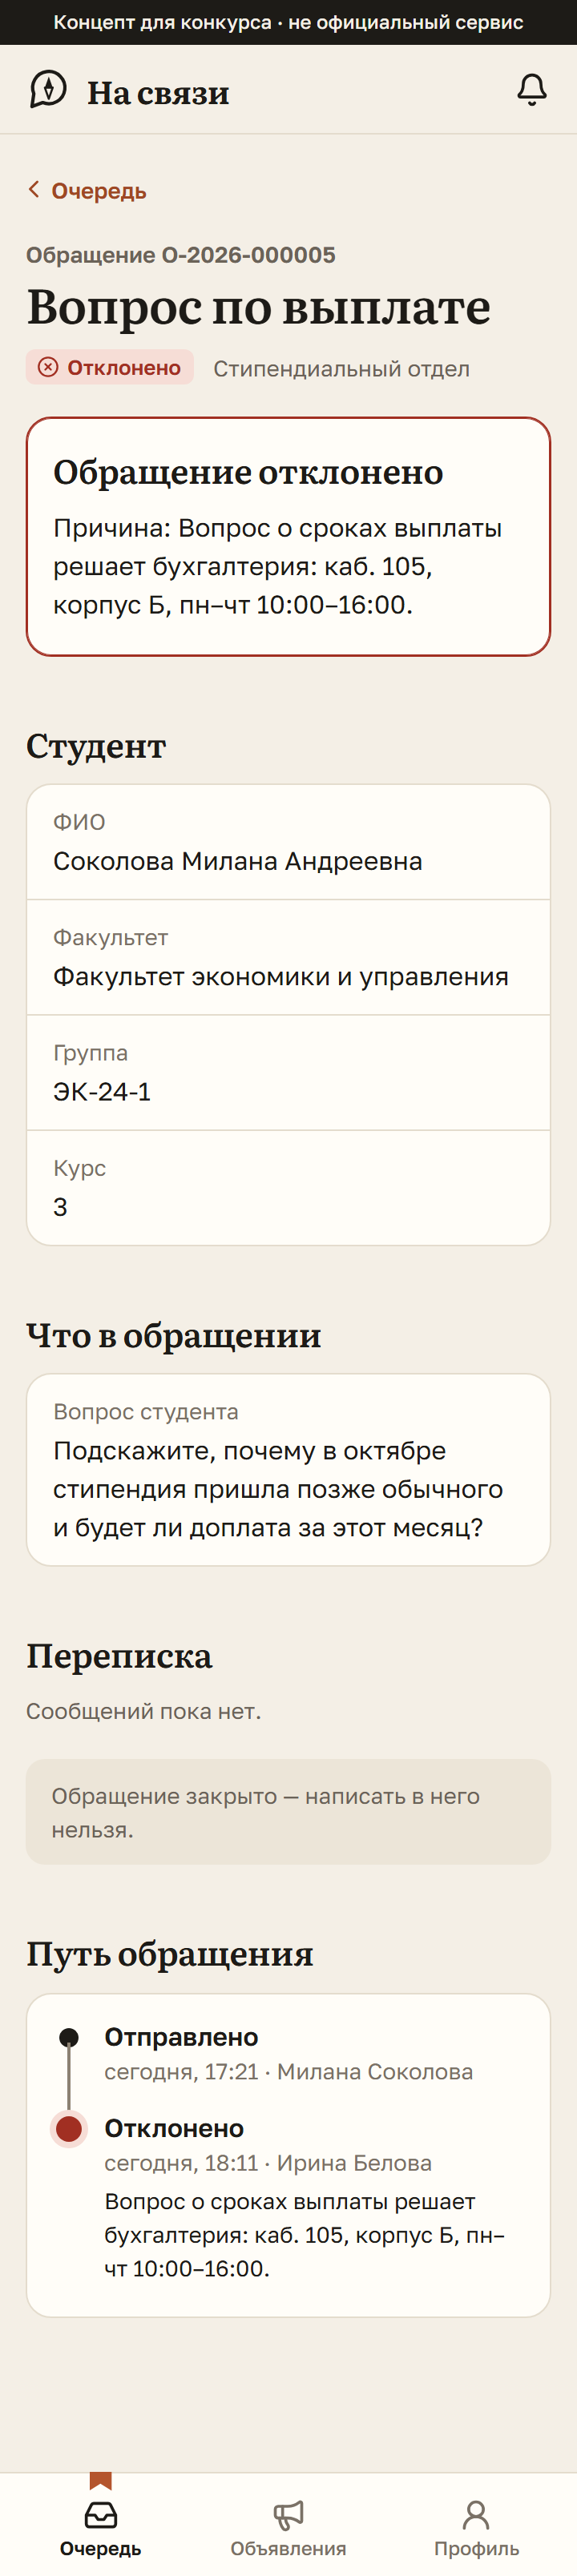 Концепт для конкурса · не официальный сервис
На связи
Очередь
Обращение О-2026-000005
Вопрос по выплате
Отклонено
Стипендиальный отдел
Обращение отклонено
Причина: Вопрос о сроках выплаты
решает бухгалтерия: каб. 105,
корпус Б, пн–чт 10:00–16:00.
Студент
ФИО
Соколова Милана Андреевна
Факультет
Факультет экономики и управления
Группа
ЭК-24-1
Курс
3
Что в обращении
Вопрос студента
Подскажите, почему в октябре
стипендия пришла позже обычного
и будет ли доплата за этот месяц?
Переписка
Сообщений пока нет.
Обращение закрыто — написать в него
нельзя.
Путь обращения
Отправлено
сегодня, 17:21 · Милана Соколова
Отклонено
сегодня, 18:11 · Ирина Белова
Вопрос о сроках выплаты решает
бухгалтерия: каб. 105, корпус Б, пн–
чт 10:00–16:00.
Очередь
Объявления
Профиль